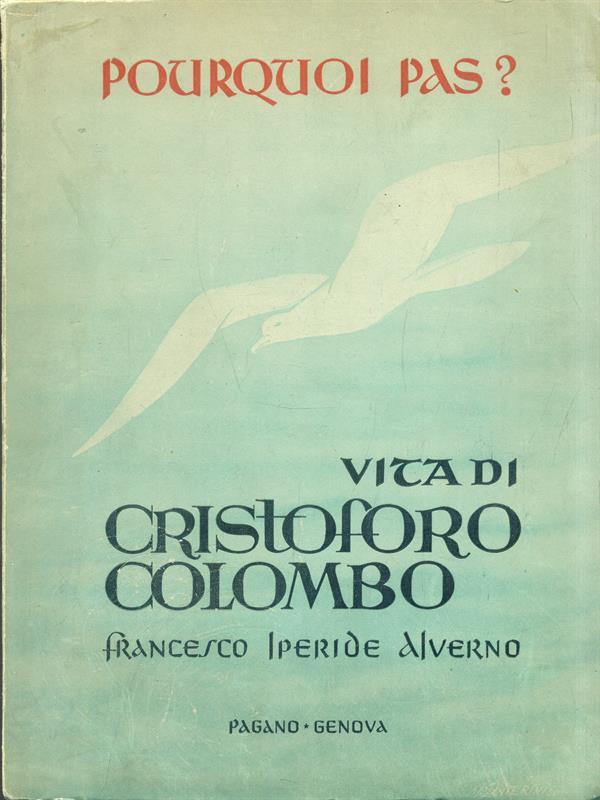 POURQUOI PAS?
VITA DI
CRISTOFORO
COLOMBO
FRANCESCO IPERIDE ALVERNO
PAGANO * GENOVA